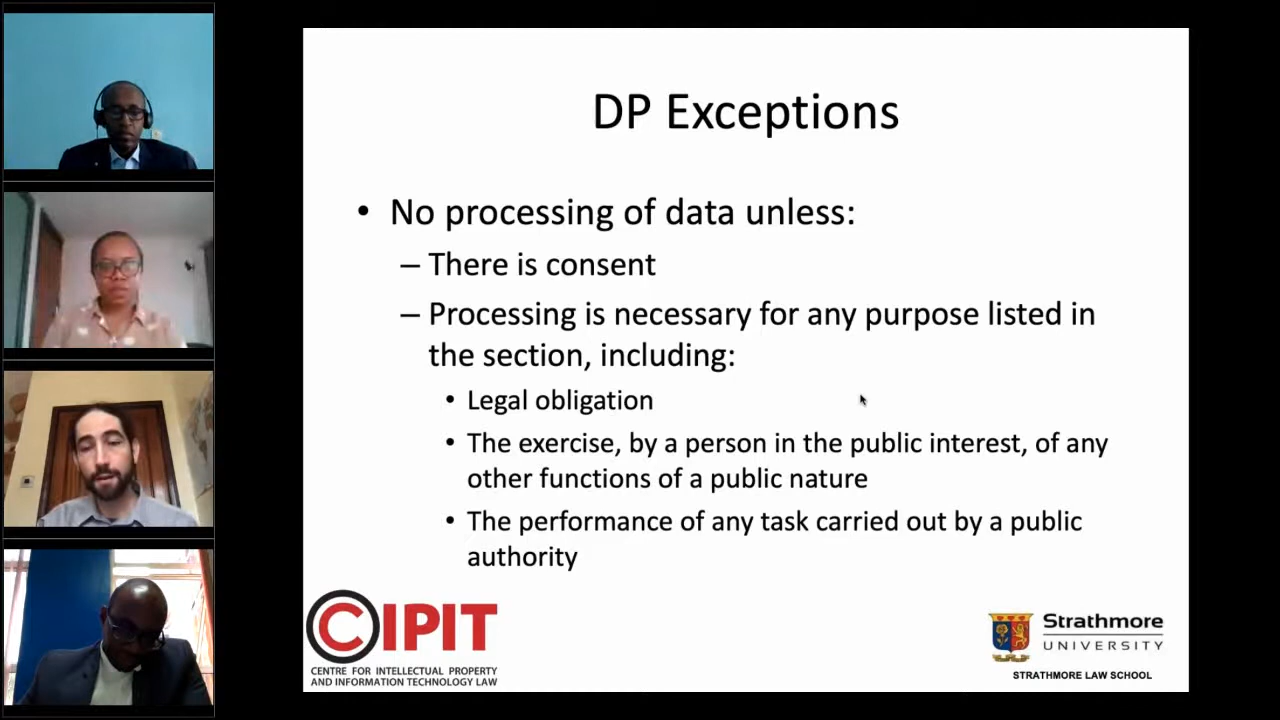 DP Exceptions
• No processing of data unless:
– There is consent
– Processing is necessary for any purpose listed in
the section, including:
• Legal obligation
• The exercise, by a person in the public interest, of any
other functions of a public nature
• The performance of any task carried out by a public
authority
CIPIT
CENTRE FOR INTELLECTUAL PROPERTY
AND INFORMATION TECHNOLOGY LAW
Strathmore
UNIVERSITY
STRATHMORE LAW SCHOOL